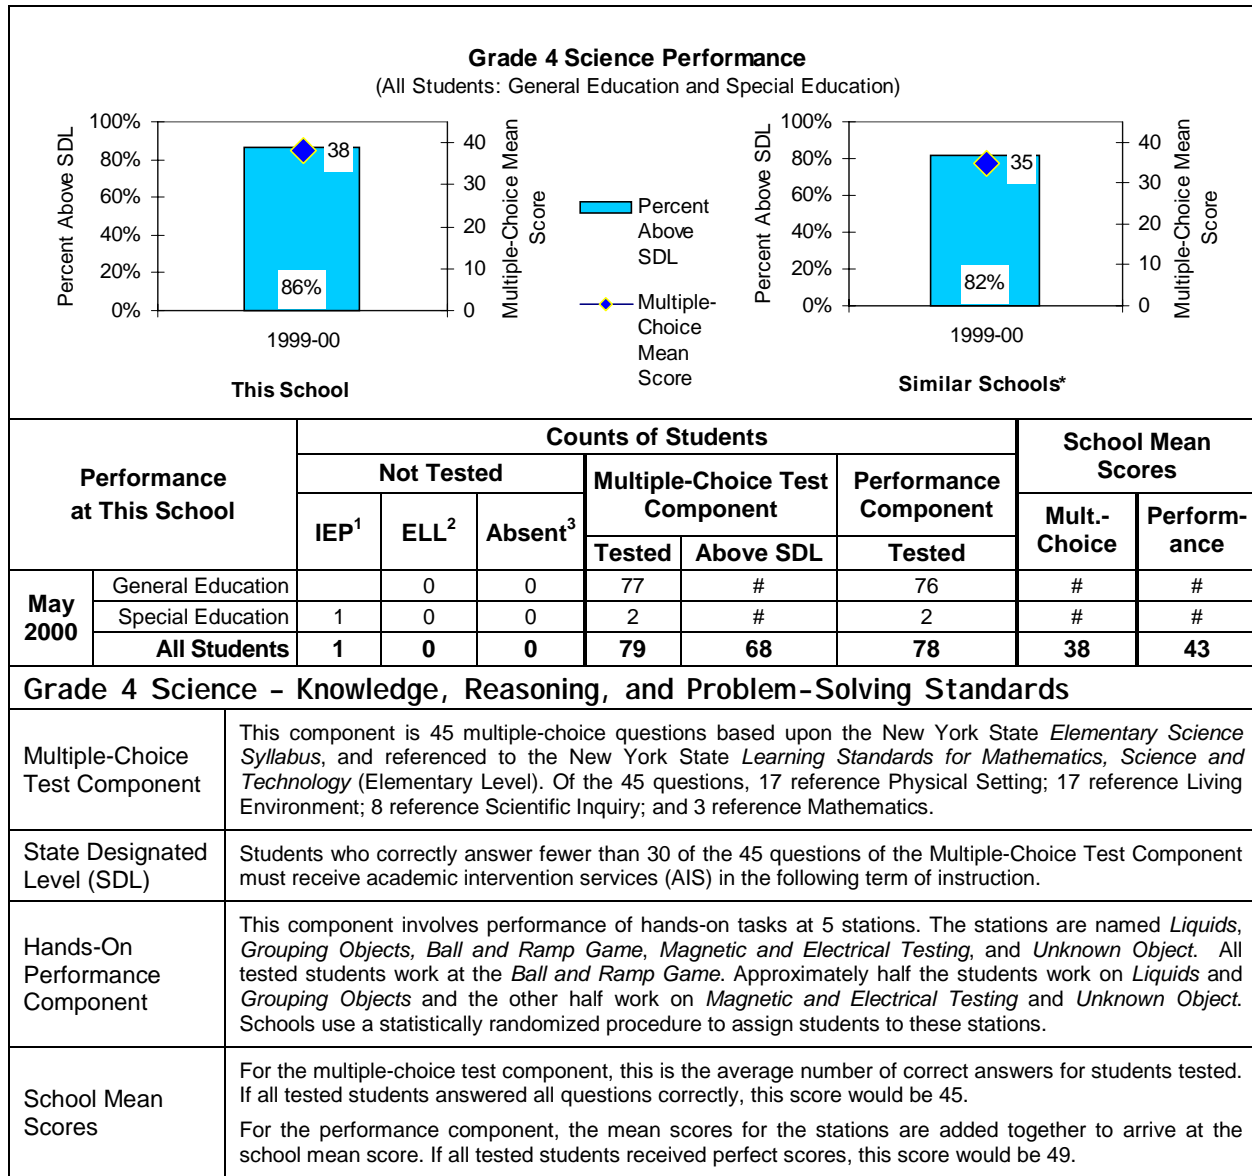 Grade 4 Science Performance
(All Students: General Education and Special Education)
Percent Above SDL
100%
80%
60%
40%
20%
0%
38
86%
40
30
20
10
0
Multiple-Choice Mean
Score
1999-00
This School
Percent
Above
SDL
Multiple-
Choice
Mean
Score
Percent Above SDL
100%
80%
60%
40%
20%
0%
35
82%
40
30
20
10
0
Multiple-Choice Mean
Score
1999-00
Similar Schools*
Performance
at This School
Counts of Students
School Mean
Scores
Not Tested
Multiple-Choice Test
Component
Performance
Component
IEP1 ELL2 Absent3
Mult.-
Choice
Perform-
ance
Tested Above SDL Tested
May
2000
General Education 0 0 77 # 76 # #
Special Education 1 0 0 2 # 2 # #
All Students 1 0 0 79 68 78 38 43
Grade 4 Science – Knowledge, Reasoning, and Problem-Solving Standards
Multiple-Choice
Test Component
This component is 45 multiple-choice questions based upon the New York State Elementary Science
Syllabus, and referenced to the New York State Learning Standards for Mathematics, Science and
Technology (Elementary Level). Of the 45 questions, 17 reference Physical Setting; 17 reference Living
Environment; 8 reference Scientific Inquiry; and 3 reference Mathematics.
State Designated
Level (SDL)
Students who correctly answer fewer than 30 of the 45 questions of the Multiple-Choice Test Component
must receive academic intervention services (AIS) in the following term of instruction.
Hands-On
Performance
Component
This component involves performance of hands-on tasks at 5 stations. The stations are named Liquids,
Grouping Objects, Ball and Ramp Game, Magnetic and Electrical Testing, and Unknown Object. All
tested students work at the Ball and Ramp Game. Approximately half the students work on Liquids and
Grouping Objects and the other half work on Magnetic and Electrical Testing and Unknown Object.
Schools use a statistically randomized procedure to assign students to these stations.
School Mean
Scores
For the multiple-choice test component, this is the average number of correct answers for students tested.
If all tested students answered all questions correctly, this score would be 45.
For the performance component, the mean scores for the stations are added together to arrive at the
school mean score. If all tested students received perfect scores, this score would be 49.